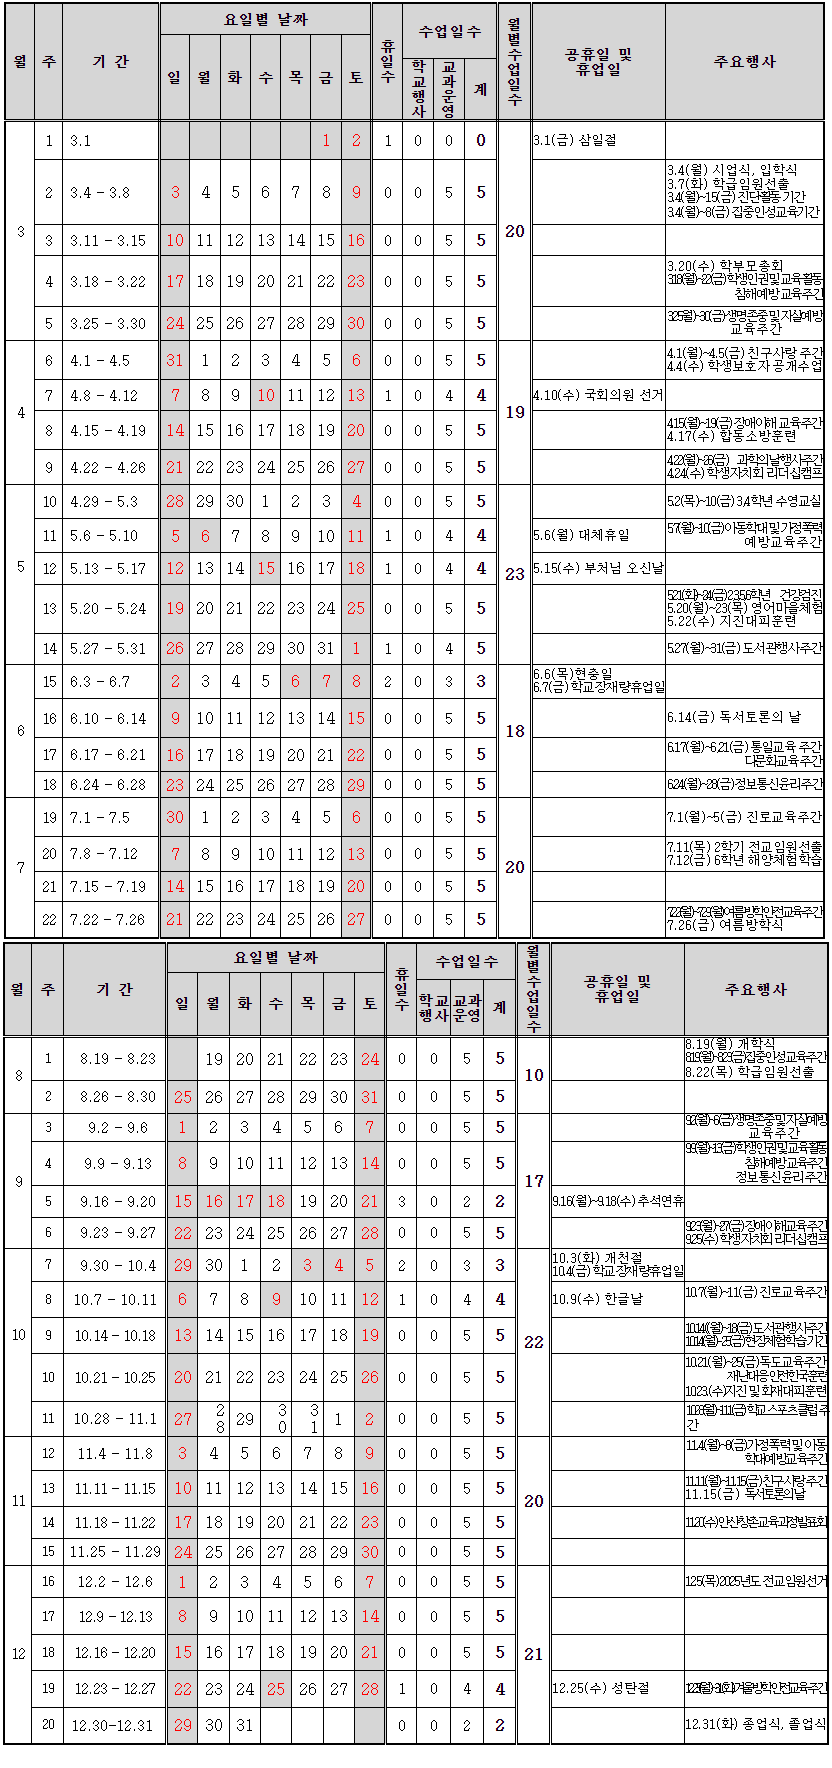 월 주 기 간 요일별 날짜 휴일수 수업일수 월별수업일수 공휴일 및 휴업일 주요행사
일 월 화 수 목 금 토 학교행사 교과운영 계
3 1 3.1 1 2 1 0 0 0 20 3.1(금) 삼일절
2 3.4 – 3.8 3 4 5 6 7 8 9 0 0 5 5 3.4(월) 시업식, 입학식
3.7(화) 학급임원선출
3.4(월)~15(금) 진단활동 기간
3.4(월)~8(금) 집중인성교육기간
3 3.11 – 3.15 10 11 12 13 14 15 16 0 0 5 5
4 3.18 – 3.22 17 18 19 20 21 22 23 0 0 5 5 3.20(수) 학부모총회
3.18(월)~22(금)학생인권및교육활동
침해예방교육주간
5 3.25 – 3.30 24 25 26 27 28 29 30 0 0 5 5 3.25(월)~30(금)생명존중및자살예방
교육주간
4 6 4.1 – 4.5 31 1 2 3 4 5 6 0 0 5 5 19 4.1(월)~4.5(금) 친구사랑 주간
4.4(수) 학생보호자 공개수업
7 4.8 – 4.12 7 8 9 10 11 12 13 1 0 4 4 4.10(수) 국회의원 선거
8 4.15 – 4.19 14 15 16 17 18 19 20 0 0 5 5 4.15(월)~19(금)장애이해교육주간
4.17(수) 합동소방훈련
9 4.22 – 4.26 21 22 23 24 25 26 27 0 0 5 5 4.22(월)~26(금) 과학의날행사주간
4.24(수) 학생자치회 리더십캠프
5 10 4.29 – 5.3 28 29 30 1 2 3 4 0 0 5 5 23 5.2(목)~10(금) 3,4학년 수영교실
11 5.6 – 5.10 5 6 7 8 9 10 11 1 0 4 4 5.6(월) 대체휴일 5.7(월)~10(금)아동학대및가정폭력
예방교육주간
12 5.13 – 5.17 12 13 14 15 16 17 18 1 0 4 4 5.15(수) 부처님 오신날
13 5.20 – 5.24 19 20 21 22 23 24 25 0 0 5 5 5.21(화)~24(금)2,3,5,6학년 건강검진
5.20(월)~23(목) 영어마을체험
5.22(수) 지진대피훈련
14 5.27 – 5.31 26 27 28 29 30 31 1 1 0 4 5 5.27(월)~31(금) 도서관행사주간
6 15 6.3 – 6.7 2 3 4 5 6 7 8 2 0 3 3 18 6.6(목)현충일
6.7(금)학교장재량휴업일
16 6.10 – 6.14 9 10 11 12 13 14 15 0 0 5 5 6.14(금) 독서토론의 날
17 6.17 – 6.21 16 17 18 19 20 21 22 0 0 5 5 6.17(월)~6.21(금) 통일교육 주간
다문화교육주간
18 6.24 – 6.28 23 24 25 26 27 28 29 0 0 5 5 6.24(월)~28(금)정보통신윤리주간
7 19 7.1 – 7.5 30 1 2 3 4 5 6 0 0 5 5 20 7.1(월)~5(금) 진로교육주간
20 7.8 – 7.12 7 8 9 10 11 12 13 0 0 5 5 7.11(목) 2학기 전교임원선출
7.12(금) 6학년 해양체험학습
21 7.15 – 7.19 14 15 16 17 18 19 20 0 0 5 5
22 7.22 – 7.26 21 22 23 24 25 26 27 0 0 5 5 여름방학안전교육주간
7.26(금) 여름방학식
월 주 기 간 요일별 날짜 휴일수 수업일수 월별수업일수 공휴일 및 휴업일 주요행사
일 월 화 수 목 금 토 학교행사 교과운영 계
8 1 8.19 – 8.23 19 20 21 22 23 24 0 0 5 5 10 8.19(월) 개학식
8.19(월)~8.23(금)집중인성교육주간
8.22(목) 학급임원선출
2 8.26 – 8.30 25 26 27 28 29 30 31 0 0 5 5
9 3 9.2 – 9.6 1 2 3 4 5 6 7 0 0 5 5 17 9.2(월)~6(금)생명존중및자살예방
교육주간
4 9.9 – 9.13 8 9 10 11 12 13 14 0 0 5 5 9.9(월)~13(금)학생인권및교육활동
침해예방교육주간
정보통신윤리주간
5 9.16 – 9.20 15 16 17 18 19 20 21 3 0 2 2 9.16(월)~9.18(수) 추석연휴
6 9.23 – 9.27 22 23 24 25 26 27 28 0 0 5 5 9.23(월)~27(금)장애이해교육주간
9.25(수) 학생자치회 리더십캠프
10 7 9.30 – 10.4 29 30 1 2 3 4 5 2 0 3 3 22 10.3(화) 개천절
10.4(금)학교장재량휴업일
8 10.7 – 10.11 6 7 8 9 10 11 12 1 0 4 4 10.9(수) 한글날 10.7(월)~11(금) 진로교육주간
9 10.14 – 10.18 13 14 15 16 17 18 19 0 0 5 5 10.14(월)~18(금)도서관행사주간
10.14(월)~25(금)현장체험학습기간
10 10.21 – 10.25 20 21 22 23 24 25 26 0 0 5 5 10.21(월)~25(금)독도교육주간
재난대응안전한국훈련
10.23.(수)지진및화재대피훈련
11 10.28 – 11.1 27 28 29 30 31 1 2 0 0 5 5 10.28(월)~11.1(금)학교스포츠클럽주
간
11 12 11.4 – 11.8 3 4 5 6 7 8 9 0 0 5 5 20 11.4(월)~8(금)가정폭력및아동
학대예방교육주간
13 11.11 – 11.15 10 11 12 13 14 15 16 0 0 5 5 11.11(월)~11.15(금)친구사랑주간
11.15(금) 독서토론의날
14 11.18 – 11.22 17 18 19 20 21 22 23 0 0 5 5 11.20(수)안산창촌교육과정발표회
15 11.25 – 11.29 24 25 26 27 28 29 30 0 0 5 5
12 16 12.2 – 12.6 1 2 3 4 5 6 7 0 0 5 5 21 12.5(목)2025년도 전교임원선거
17 12.9 – 12.13 8 9 10 11 12 13 14 0 0 5 5
18 12.16 – 12.20 15 16 17 18 19 20 21 0 0 5 5
19 12.23 – 12.27 22 23 24 25 26 27 28 1 0 4 4 12.25(수) 성탄절 겨울방학안전교육주간
20 12.30–12.31 29 30 31 0 0 2 2 12.31(화) 종업식, 졸업식